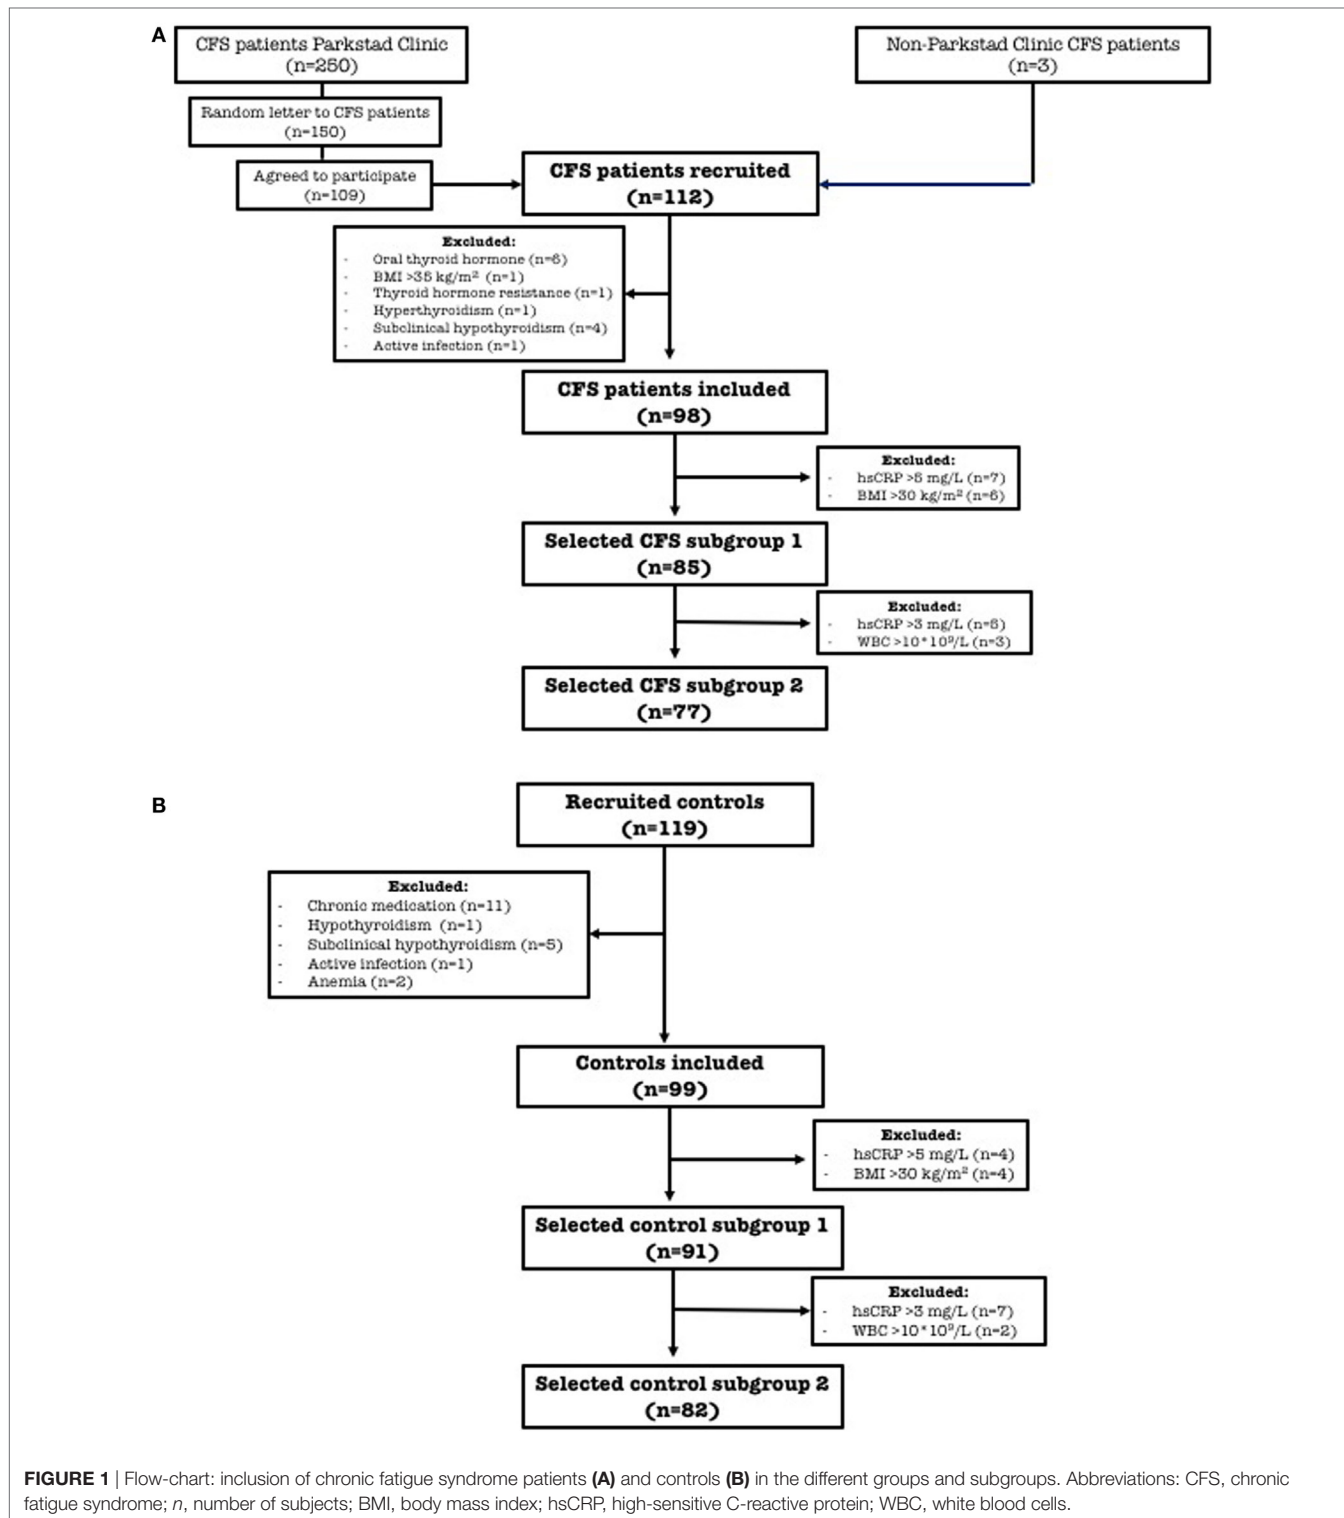 A
CFS patients Parkstad Clinic
(n=250)
Non-Parkstad Clinic CFS patients
(n=3)
Random letter to CFS patients
(n=150)
Agreed to participate
(n=109)
CFS patients recruited
(n=112)
Excluded:
- Oral thyroid hormone (n=6)
- BMI >35 kg/m² (n=1)
- Thyroid hormone resistance (n=1)
- Hyperthyroidism (n=1)
- Subclinical hypothyroidism (n=4)
- Active infection (n=1)
CFS patients included
(n=98)
Excluded:
- hsCRP >5 mg/L (n=7)
- BMI >30 kg/m² (n=6)
Selected CFS subgroup 1
(n=85)
Excluded:
- hsCRP >3 mg/L (n=5)
- WBC >10*10⁹/L (n=3)
Selected CFS subgroup 2
(n=77)
B
Recruited controls
(n=119)
Excluded:
- Chronic medication (n=11)
- Hypothyroidism (n=1)
- Subclinical hypothyroidism (n=5)
- Active infection (n=1)
- Anemia (n=2)
Controls included
(n=99)
Excluded:
- hsCRP >5 mg/L (n=4)
- BMI >30 kg/m² (n=4)
Selected control subgroup 1
(n=91)
Excluded:
- hsCRP >3 mg/L (n=7)
- WBC >10*10⁹/L (n=2)
Selected control subgroup 2
(n=82)
FIGURE 1 | Flow-chart: inclusion of chronic fatigue syndrome patients (A) and controls (B) in the different groups and subgroups. Abbreviations: CFS, chronic
fatigue syndrome; n, number of subjects; BMI, body mass index; hsCRP, high-sensitive C-reactive protein; WBC, white blood cells.